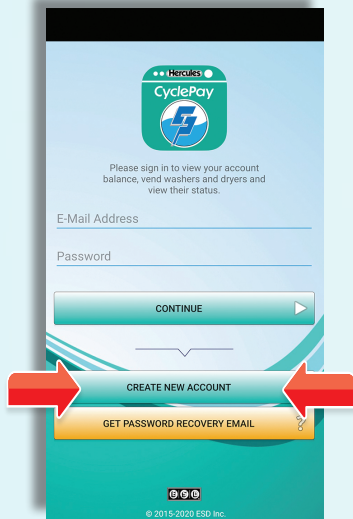 Hercules
CyclePay
Please sign in to view your account
balance, vend washers and dryers and
view their status.
E-Mail Address
Password
CONTINUE
CREATE NEW ACCOUNT
GET PASSWORD RECOVERY EMAIL
?
© 2015-2020 ESD Inc.